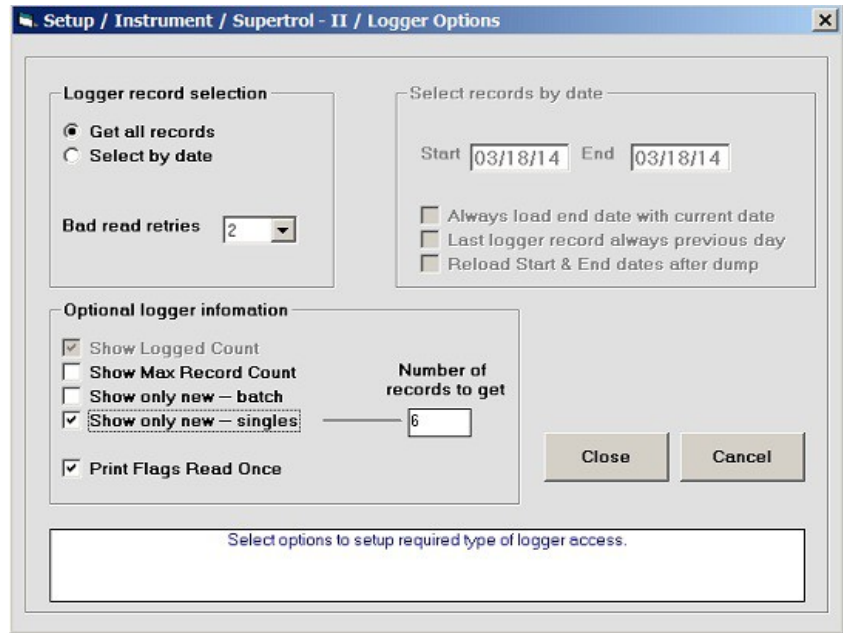 Setup / Instrument / Supertrol - II / Logger Options
Logger record selection
Get all records
Select by date
Bad read retries 2
Select records by date
Start 03/18/14 End 03/18/14
Always load end date with current date
Last logger record always previous day
Reload Start & End dates after dump
Optional logger infomation
Show Logged Count
Show Max Record Count
Show only new – batch
Show only new – singles
Print Flags Read Once
Number of
records to get
6
Close
Cancel
Select options to setup required type of logger access.